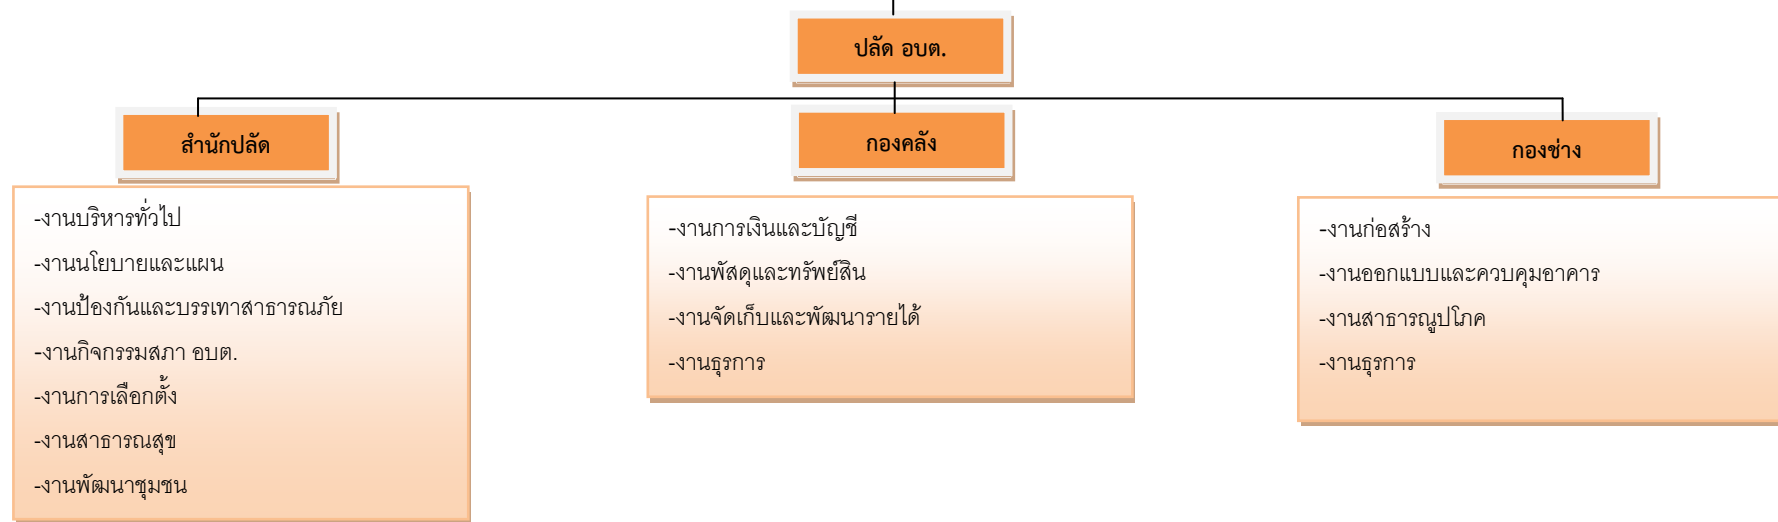 ปลัด อบต.
สำนักปลัด
-งานบริหารทั่วไป
-งานนโยบายและแผน
-งานป้องกันและบรรเทาสาธารณภัย
-งานกิจกรรมสภา อบต.
-งานการเลือกตั้ง
-งานสาธารณสุข
-งานพัฒนาชุมชน
กองคลัง
-งานการเงินและบัญชี
-งานพัสดุและทรัพย์สิน
-งานจัดเก็บและพัฒนารายได้
-งานธุรการ
กองช่าง
-งานก่อสร้าง
-งานออกแบบและควบคุมอาคาร
-งานสาธารณูปโภค
-งานธุรการ